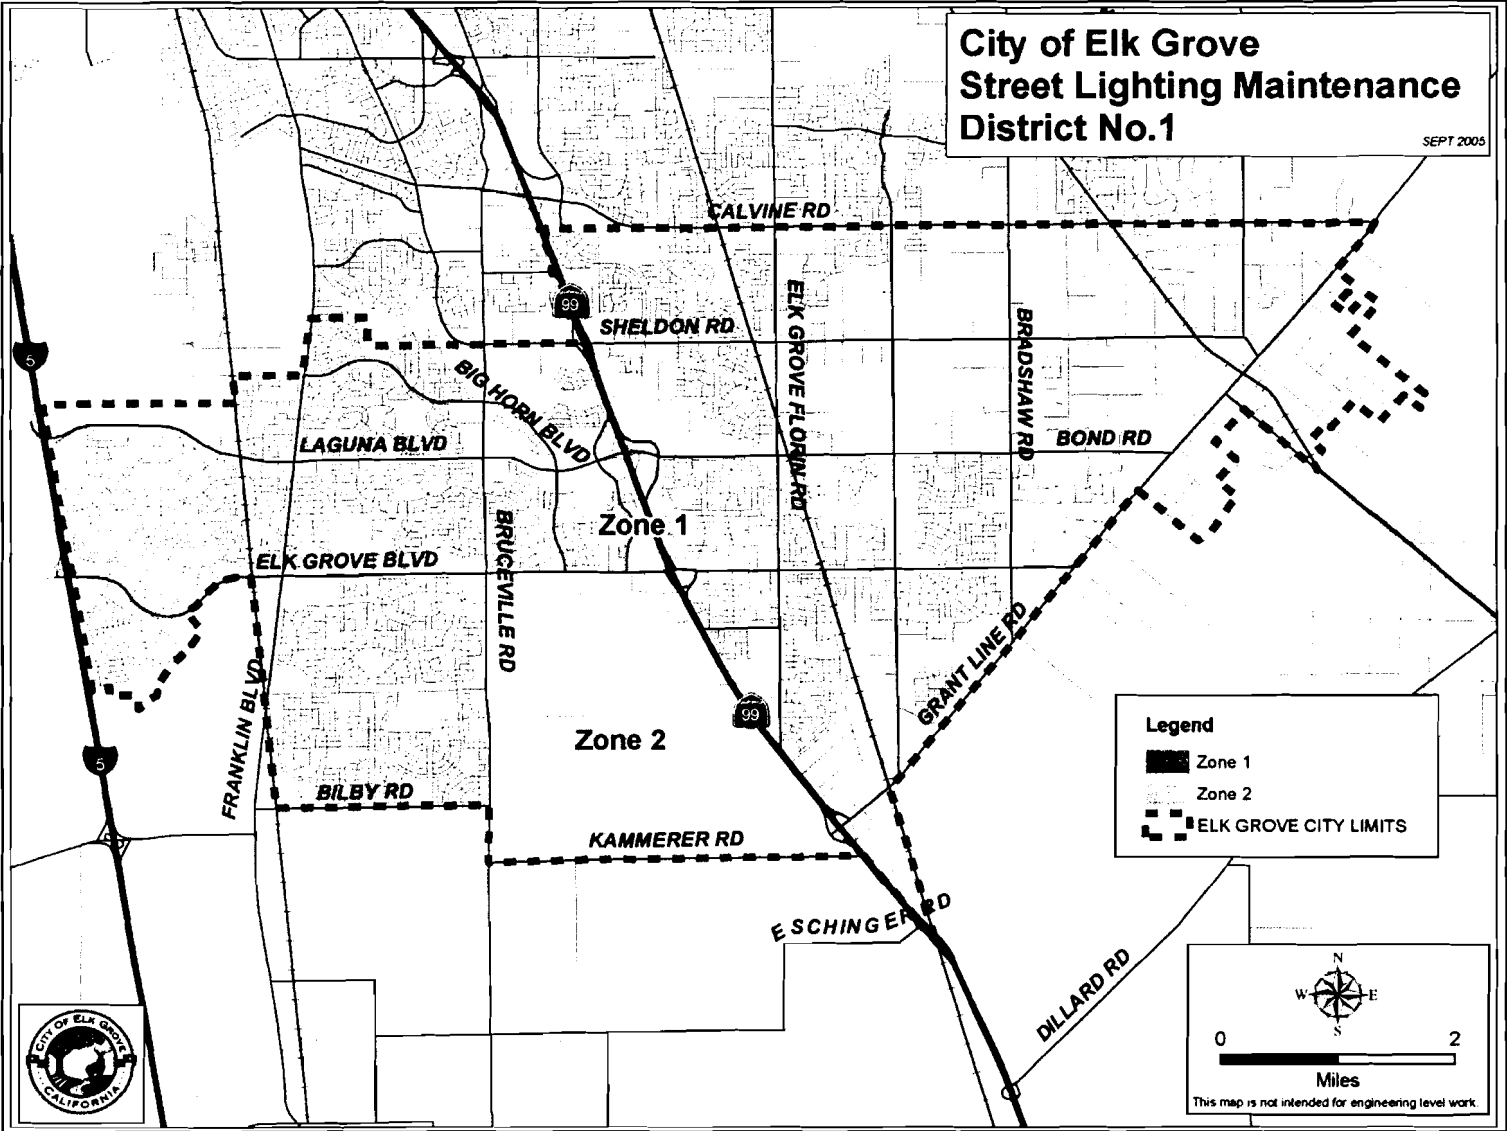 City of Elk Grove
Street Lighting Maintenance
District No.1
SEPT 2005
CALVINE RD
99
SHELDON RD
ELK GROVE FLORIN RD
BRADSHAW RD
5
BIG HORN BLVD
LAGUNA BLVD
BOND RD
Zone 1
BRUCEVILLE RD
ELK GROVE BLVD
GRANT LINE RD
FRANKLIN BLVD
99
Zone 2
5
BILBY RD
KAMMERER RD
E SCHINGER RD
DILLARD RD
Legend
Zone 1
Zone 2
ELK GROVE CITY LIMITS
N
W E
S
0 2
Miles
This map is not intended for engineering level work.
CITY OF ELK GROVE
CALIFORNIA